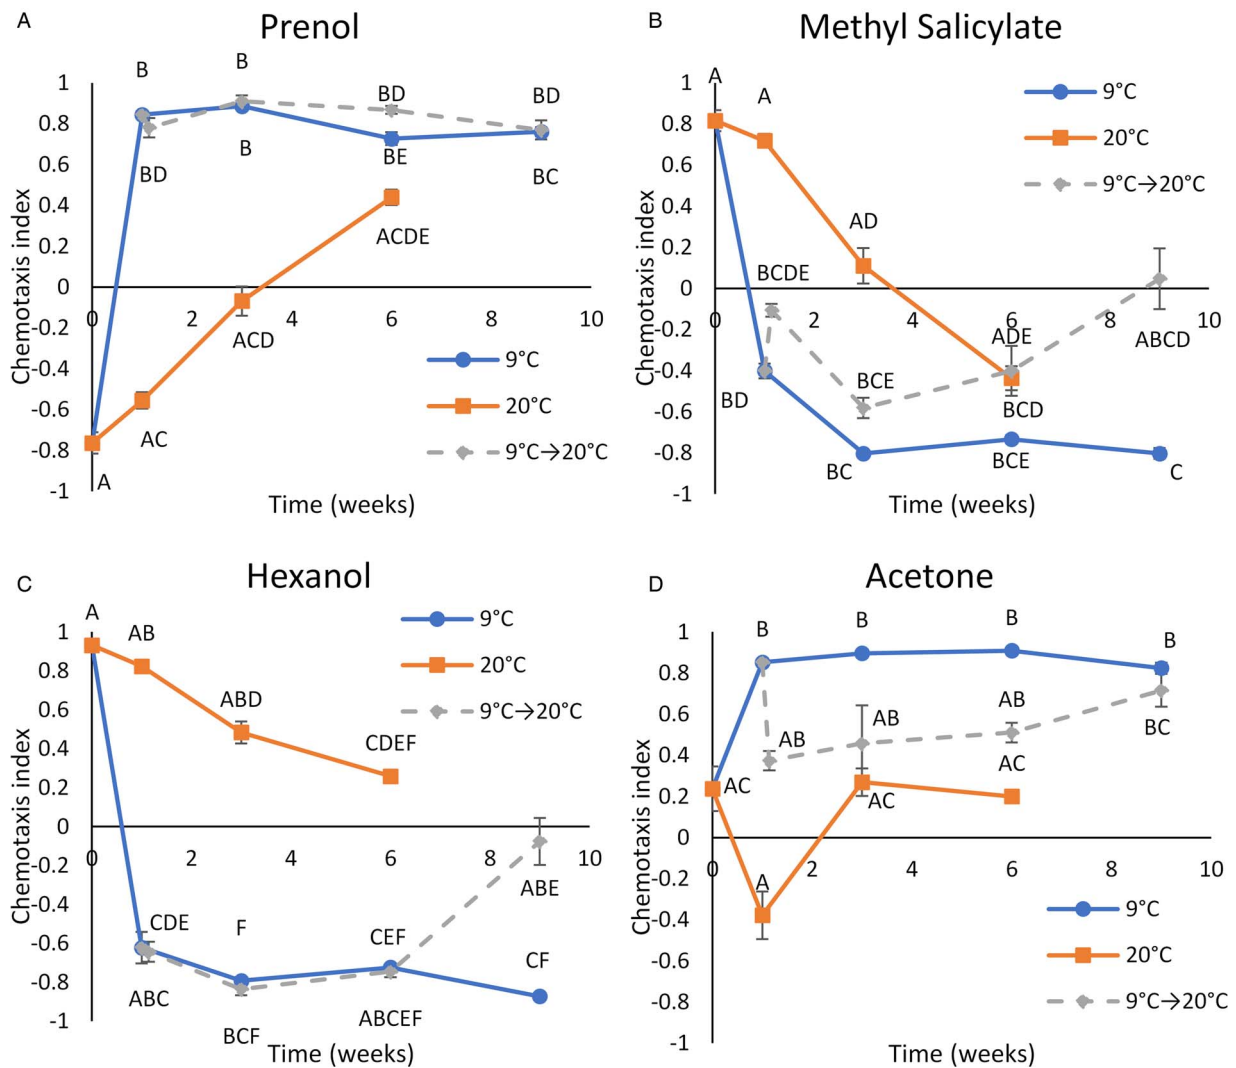 A
Prenol
B
B
BD
BD
BD
B
BE
BC
ACDE
ACD
AC
A
1
0.8
0.6
0.4
0.2
0
-0.2
-0.4
-0.6
-0.8
-1
0 2 4 6 8 10
Chemotaxis index
Time (weeks)
9°C
20°C
9°C→20°C
B
Methyl Salicylate
A
A
AD
BCDE
ADE
ABCD
BCE
BD
BCD
BC
BCE
C
1
0.8
0.6
0.4
0.2
0
-0.2
-0.4
-0.6
-0.8
-1
0 2 4 6 8 10
Chemotaxis index
Time (weeks)
9°C
20°C
9°C→20°C
C
Hexanol
A
AB
ABD
CDEF
ABE
CDE
F
CEF
CF
ABC
BCF
ABCEF
1
0.8
0.6
0.4
0.2
0
-0.2
-0.4
-0.6
-0.8
-1
0 2 4 6 8 10
Chemotaxis index
Time (weeks)
9°C
20°C
9°C→20°C
D
Acetone
B
B
B
B
AB
AB
AB
BC
AC
AC
AC
A
1
0.8
0.6
0.4
0.2
0
-0.2
-0.4
-0.6
-0.8
-1
0 2 4 6 8 10
Chemotaxis index
Time (weeks)
9°C
20°C
9°C→20°C